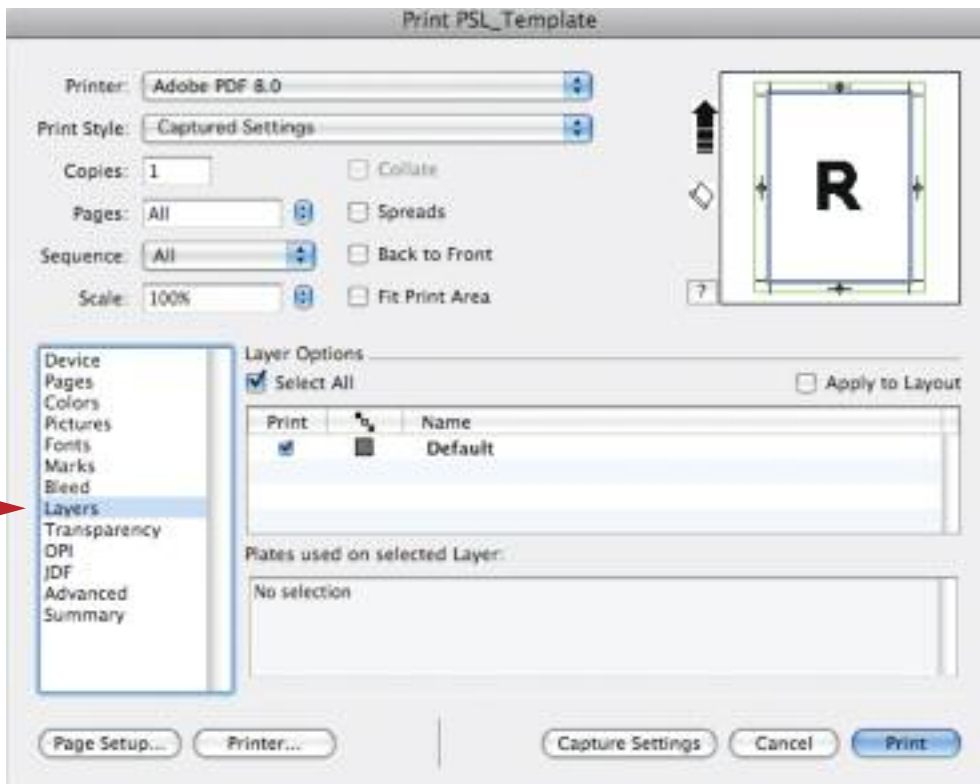 Print PSL_Template
Printer: Adobe PDF 8.0
Print Style: Captured Settings
Copies: 1
Collate
Pages: All
Spreads
Sequence: All
Back to Front
Scale: 100%
Fit Print Area
R
?
Device
Pages
Colors
Pictures
Fonts
Marks
Bleed
Layers
Transparency
OPI
JDF
Advanced
Summary
Layer Options
Select All
Apply to Layout
Print Name
Default
Plates used on selected Layer:
No selection
Page Setup...
Printer...
Capture Settings
Cancel
Print